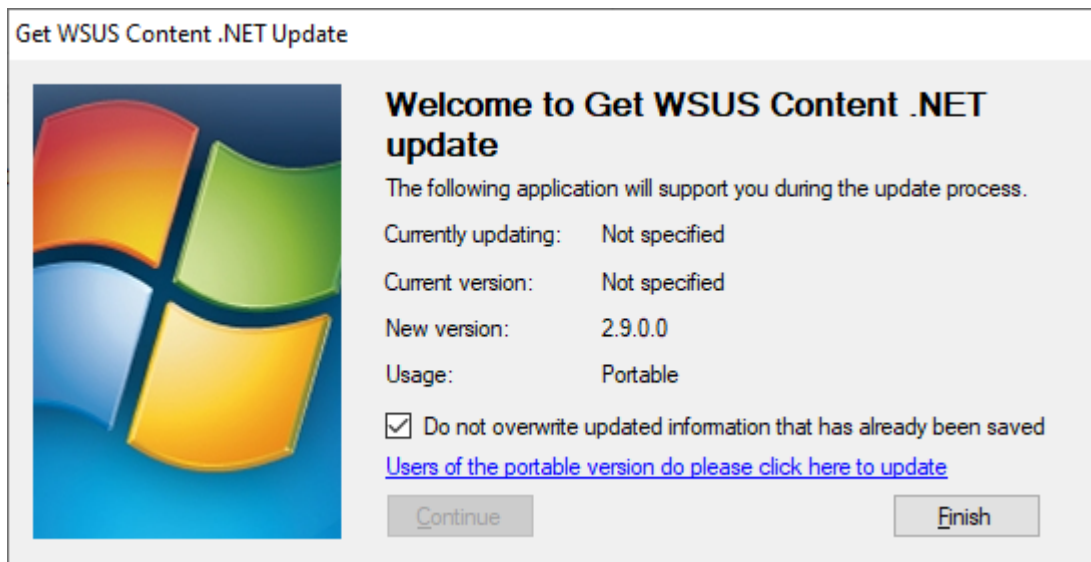 Get WSUS Content .NET Update
Welcome to Get WSUS Content .NET
update
The following application will support you during the update process.
Currently updating: Not specified
Current version: Not specified
New version: 2.9.0.0
Usage: Portable
Do not overwrite updated information that has already been saved
Users of the portable version do please click here to update
Continue Finish